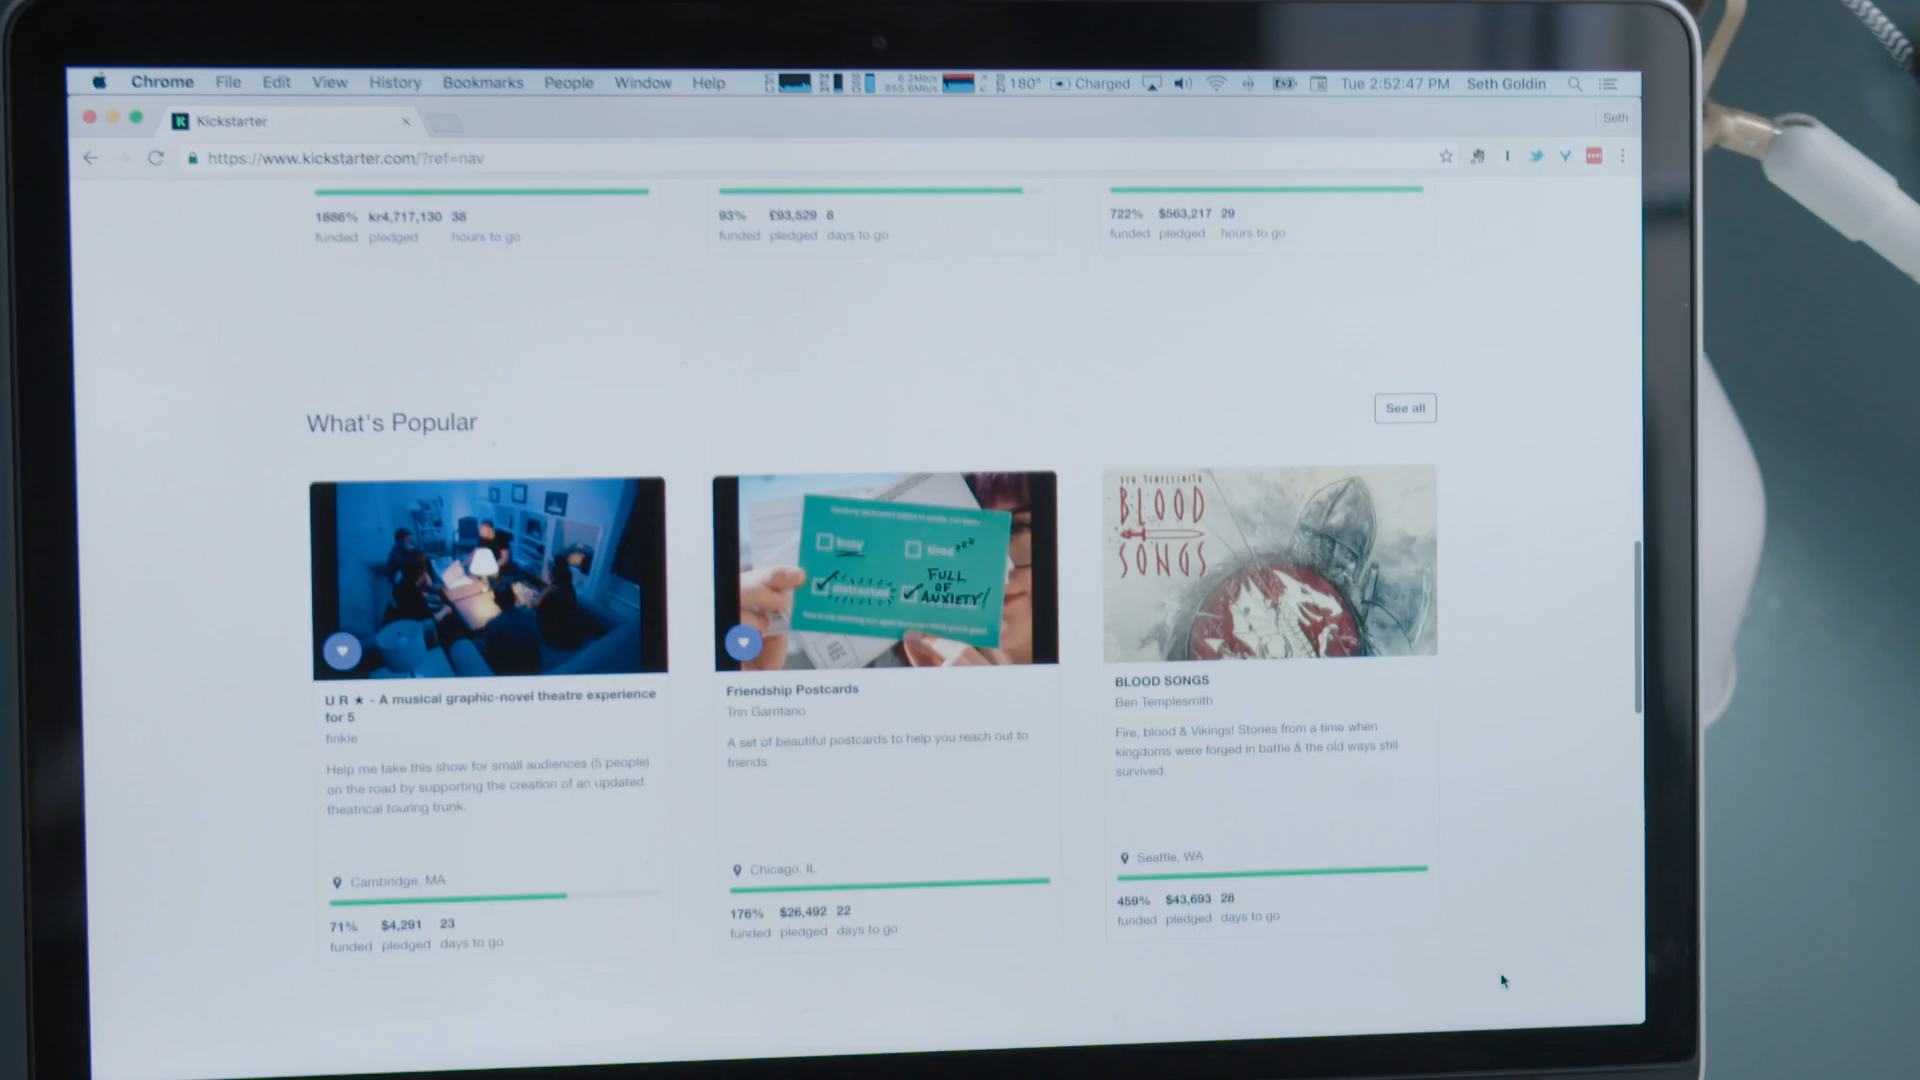 Chrome File Edit View History Bookmarks People Window Help 180° Charged Tue 2:52:47 PM Seth Goldin
Kickstarter
Seth
https://www.kickstarter.com/?ref=nav
1886% kr4,717,130 38
funded pledged hours to go
93% £93,529 8
funded pledged days to go
722% $563,217 29
funded pledged hours to go
What's Popular
See all
busy
tired zzz
distracted
FULL
OF
ANXIETY!
BEN TEMPLESMITH
BLOOD
SONGS
U R ★ - A musical graphic-novel theatre experience
for 5
finkle
Help me take this show for small audiences (5 people)
on the road by supporting the creation of an updated
theatrical touring trunk.
Cambridge, MA
71% $4,291 23
funded pledged days to go
Friendship Postcards
Trin Garritano
A set of beautiful postcards to help you reach out to
friends.
Chicago, IL
176% $26,492 22
funded pledged days to go
BLOOD SONGS
Ben Templesmith
Fire, blood & Vikings! Stories from a time when
kingdoms were forged in battle & the old ways still
survived.
Seattle, WA
459% $43,693 28
funded pledged days to go